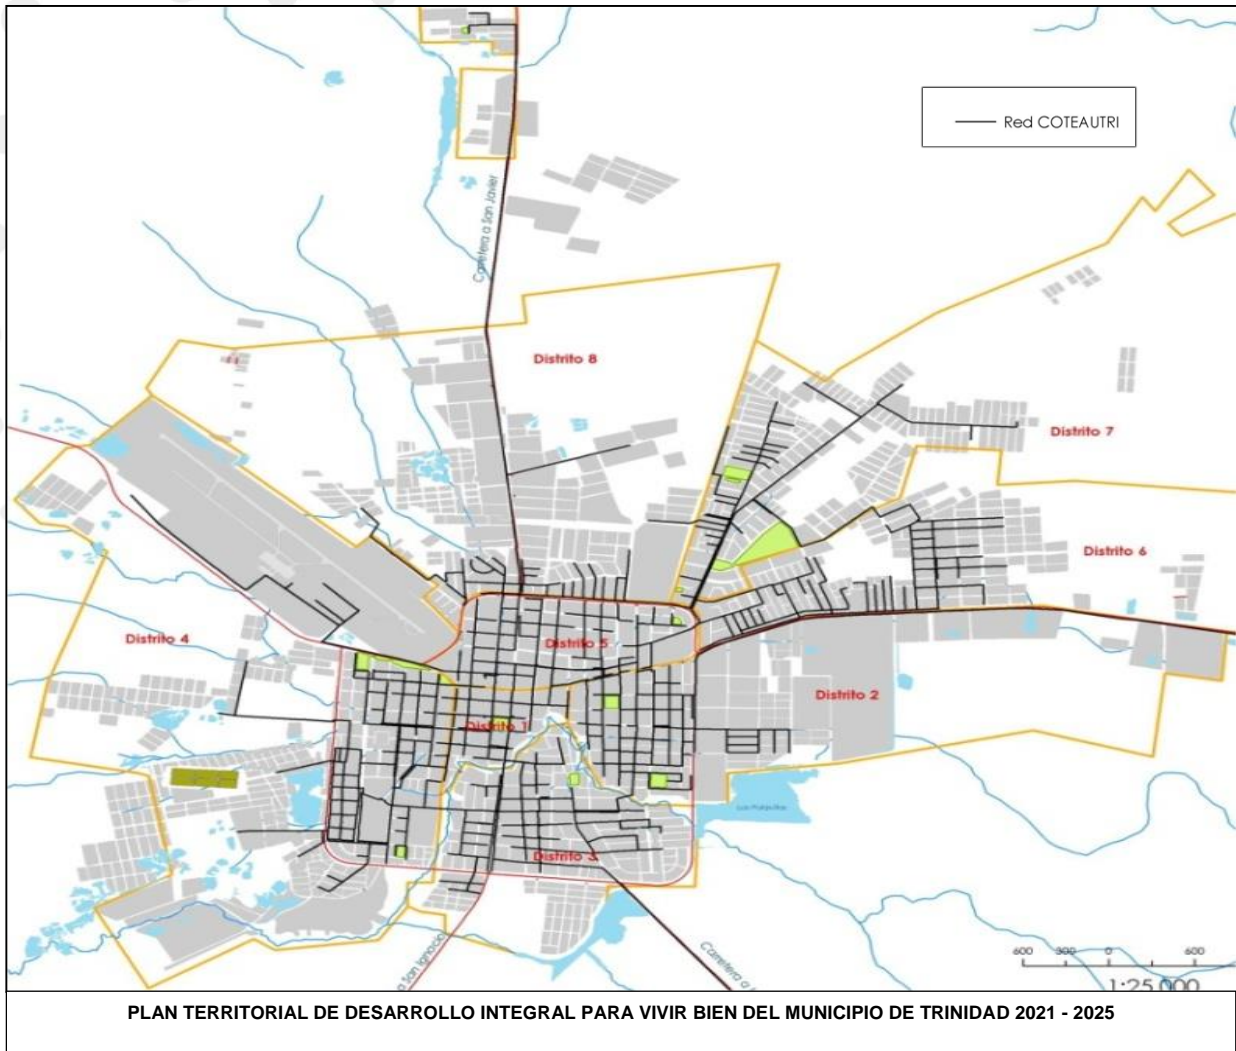 Red COTEAUTRI
Carretera a San Javier
Distrito 8
Distrito 7
Distrito 6
Distrito 4
Distrito 5
Distrito 2
Distrito 1
Distrito 3
a San Ignacio
Carretera a
600 300 0 600
1:25,000
PLAN TERRITORIAL DE DESARROLLO INTEGRAL PARA VIVIR BIEN DEL MUNICIPIO DE TRINIDAD 2021 - 2025